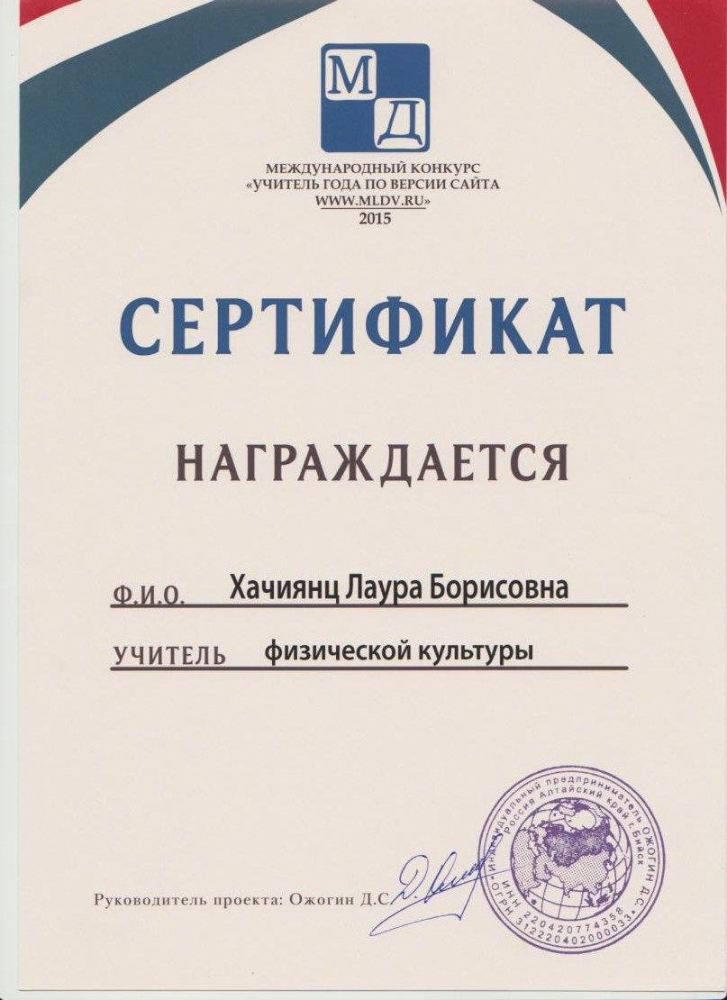 М
Д
МЕЖДУНАРОДНЫЙ КОНКУРС
«УЧИТЕЛЬ ГОДА ПО ВЕРСИИ САЙТА
WWW.MLDV.RU»
2015
СЕРТИФИКАТ
НАГРАЖДАЕТСЯ
Ф.И.О. Хачиянц Лаура Борисовна
УЧИТЕЛЬ физической культуры
Руководитель проекта: Ожогин Д.С.
Индивидуальный предприниматель ОЖОГИН Д.С.
Россия Алтайский край г. Бийск
ИНН 220420774358
ОГРН 312220402000033